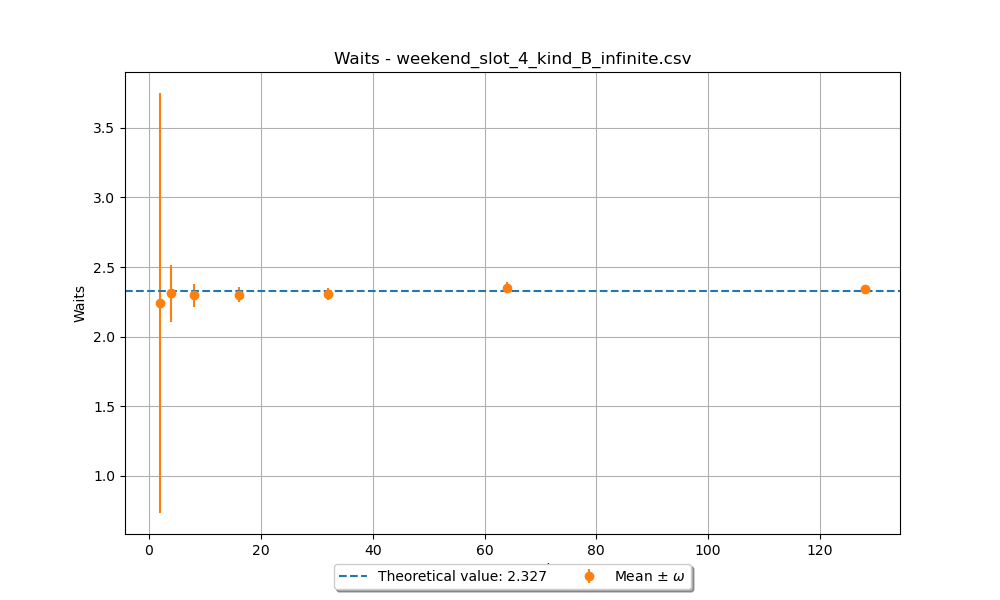 Waits - weekend_slot_4_kind_B_infinite.csv
Waits
3.5
3.0
2.5
2.0
1.5
1.0
0 20 40 60 80 100 120
Theoretical value: 2.327 Mean ± ω